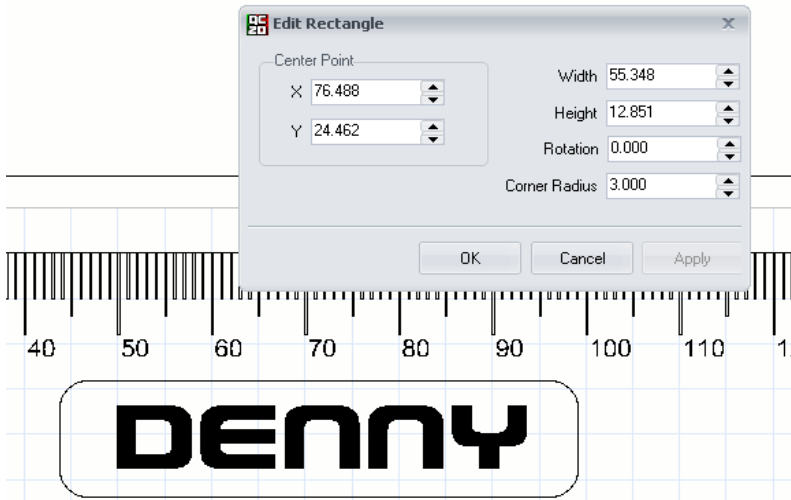 Edit Rectangle
Center Point
X 76.488
Y 24.462
Width 55.348
Height 12.851
Rotation 0.000
Corner Radius 3.000
OK Cancel Apply
40 50 60 70 80 90 100 110
DENNY